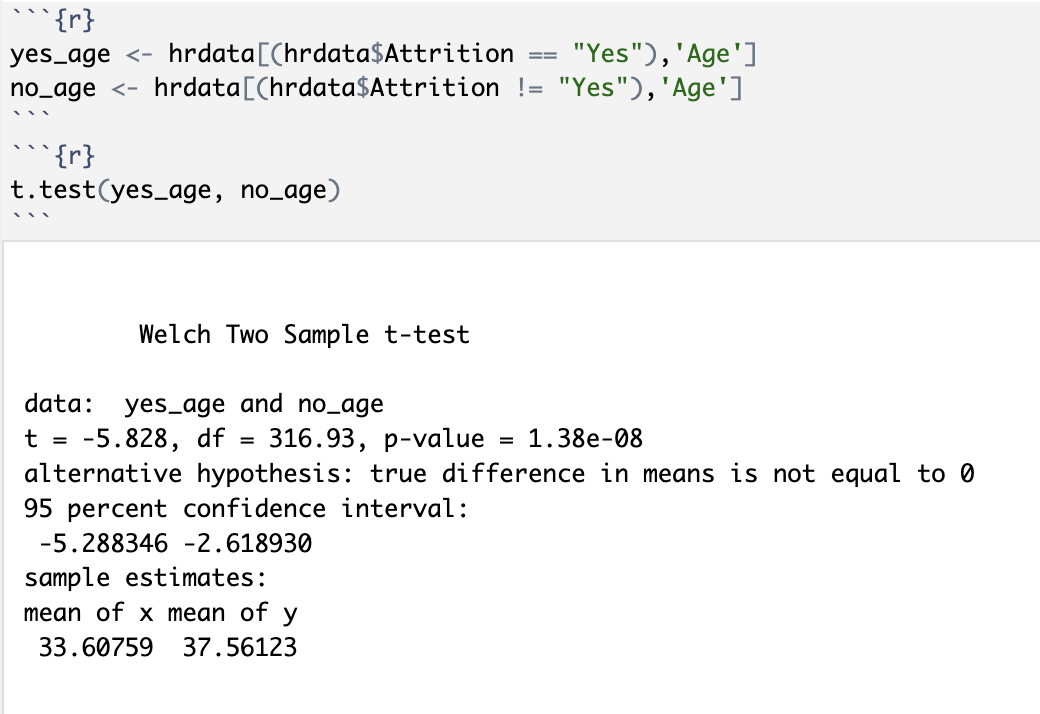 ```{r}
yes_age <- hrdata[(hrdata$Attrition == "Yes"),'Age']
no_age <- hrdata[(hrdata$Attrition != "Yes"),'Age']
```
```{r}
t.test(yes_age, no_age)
```
Welch Two Sample t-test
data:  yes_age and no_age
t = -5.828, df = 316.93, p-value = 1.38e-08
alternative hypothesis: true difference in means is not equal to 0
95 percent confidence interval:
-5.288346 -2.618930
sample estimates:
mean of x mean of y
33.60759  37.56123